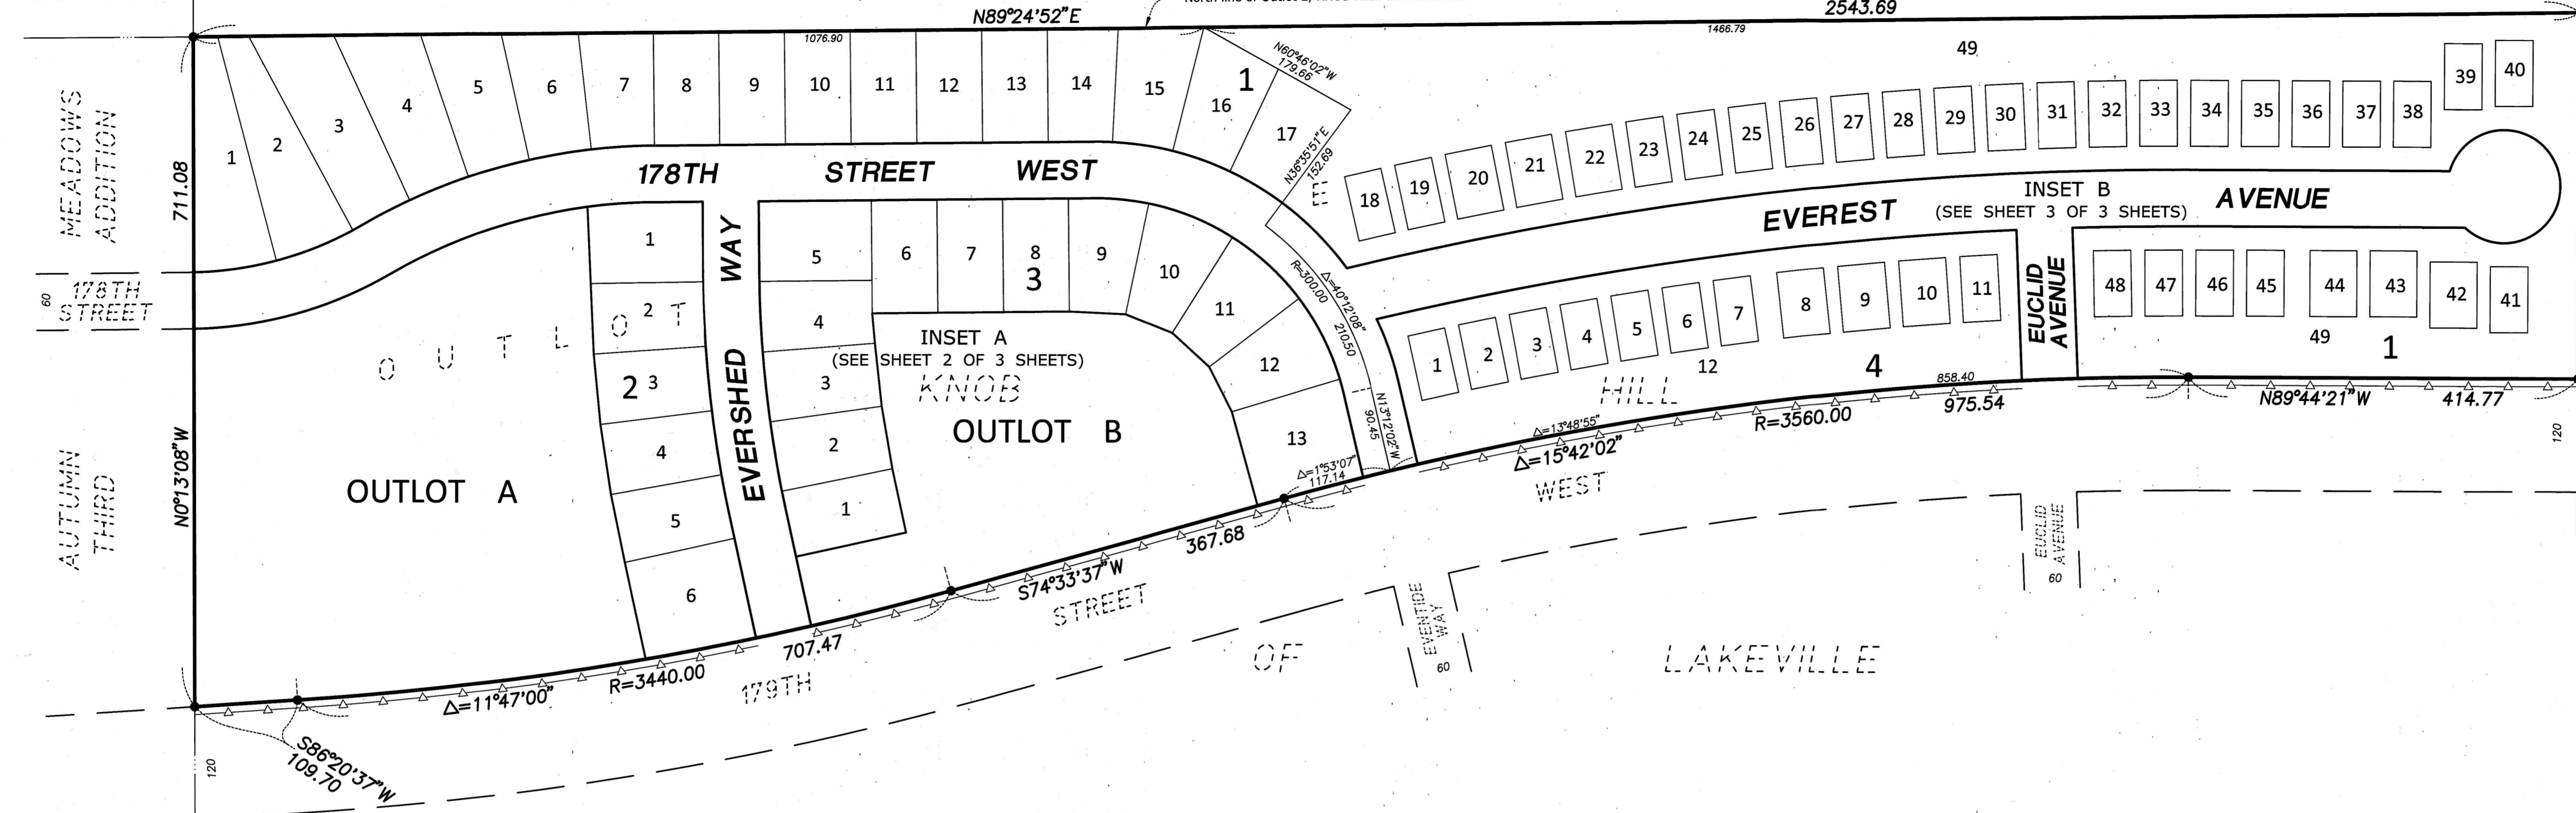 N89°24'52"E
2543.69
1076.90
1466.79
49
MEADOWS
ADDITION
711.08
1
2
3
4
5
6
7
8
9
10
11
12
13
14
15
16
1
17
N60°46'02"W
179.66
N36°35'51"E
152.69
E
18
19
20
21
22
23
24
25
26
27
28
29
30
31
32
33
34
35
36
37
38
39
40
178TH STREET WEST
EVEREST AVENUE
INSET B
(SEE SHEET 3 OF 3 SHEETS)
60
178TH
STREET
OUTLOT
1
2
3
2
4
5
6
EVERSHED WAY
5
4
3
2
1
6
7
8
3
9
10
11
12
13
INSET A
(SEE SHEET 2 OF 3 SHEETS)
KNOB
OUTLOT B
OUTLOT A
Δ=40°12'08"
R=300.00
210.50
N13°12'02"W
90.45
1
2
3
4
5
6
7
8
9
10
11
12
4
HILL
EUCLID
AVENUE
48
47
46
45
44
43
42
41
49
1
858.40
975.54
R=3560.00
Δ=13°48'55"
Δ=15°42'02"
N89°44'21"W
414.77
120
Δ=1°53'07"
117.14
367.68
S74°33'37"W
WEST
STREET
179TH
707.47
R=3440.00
Δ=11°47'00"
N0°13'08"W
AUTUMN
THIRD
S86°20'37"W
109.70
120
EVENTIDE
WAY
60
EUCLID
AVENUE
60
OF
LAKEVILLE